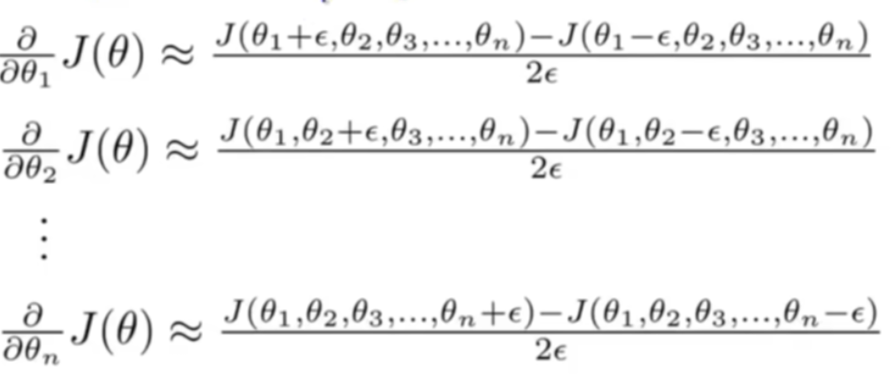 ∂/∂θ₁ J(θ) ≈ J(θ₁+ϵ,θ₂,θ₃,...,θₙ)−J(θ₁−ϵ,θ₂,θ₃,...,θₙ) / 2ϵ
∂/∂θ₂ J(θ) ≈ J(θ₁,θ₂+ϵ,θ₃,...,θₙ)−J(θ₁,θ₂−ϵ,θ₃,...,θₙ) / 2ϵ
⋮
∂/∂θₙ J(θ) ≈ J(θ₁,θ₂,θ₃,...,θₙ+ϵ)−J(θ₁,θ₂,θ₃,...,θₙ−ϵ) / 2ϵ